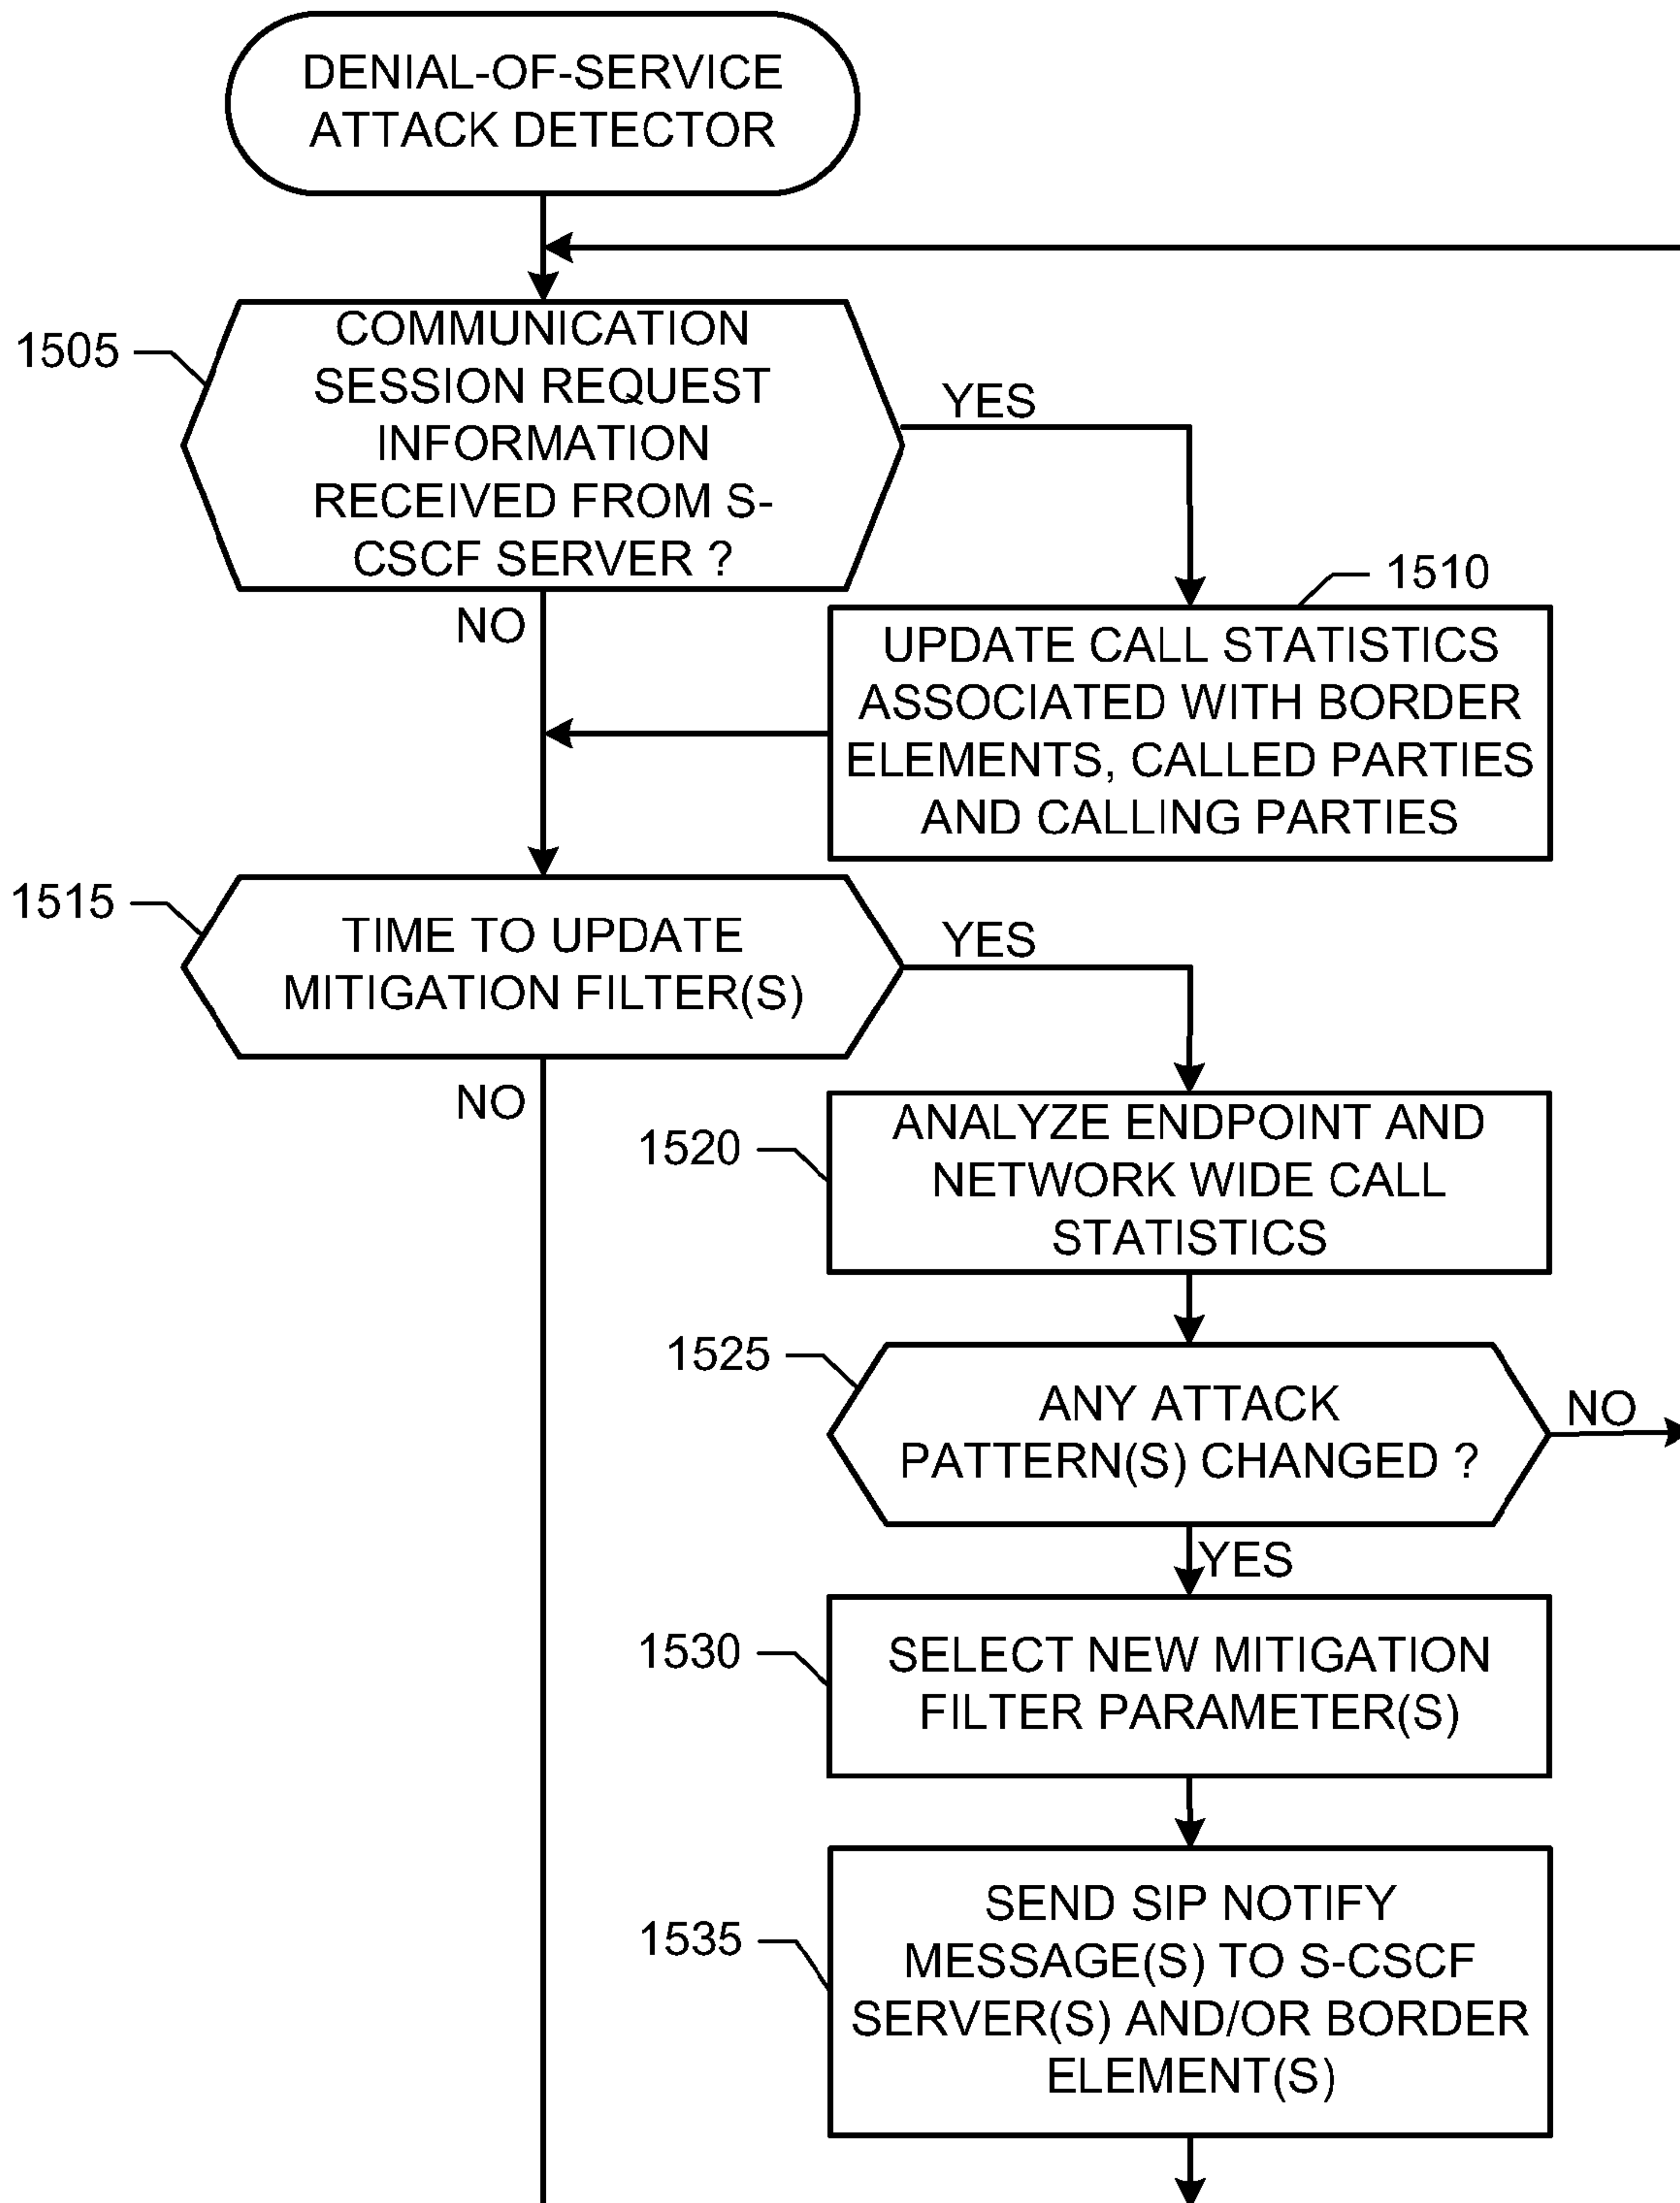 DENIAL-OF-SERVICE
ATTACK DETECTOR
1505
COMMUNICATION
SESSION REQUEST
INFORMATION
RECEIVED FROM S-
CSCF SERVER ?
YES
NO
1510
UPDATE CALL STATISTICS
ASSOCIATED WITH BORDER
ELEMENTS, CALLED PARTIES
AND CALLING PARTIES
1515
TIME TO UPDATE
MITIGATION FILTER(S)
YES
NO
1520
ANALYZE ENDPOINT AND
NETWORK WIDE CALL
STATISTICS
1525
ANY ATTACK
PATTERN(S) CHANGED ?
NO
YES
1530
SELECT NEW MITIGATION
FILTER PARAMETER(S)
1535
SEND SIP NOTIFY
MESSAGE(S) TO S-CSCF
SERVER(S) AND/OR BORDER
ELEMENT(S)